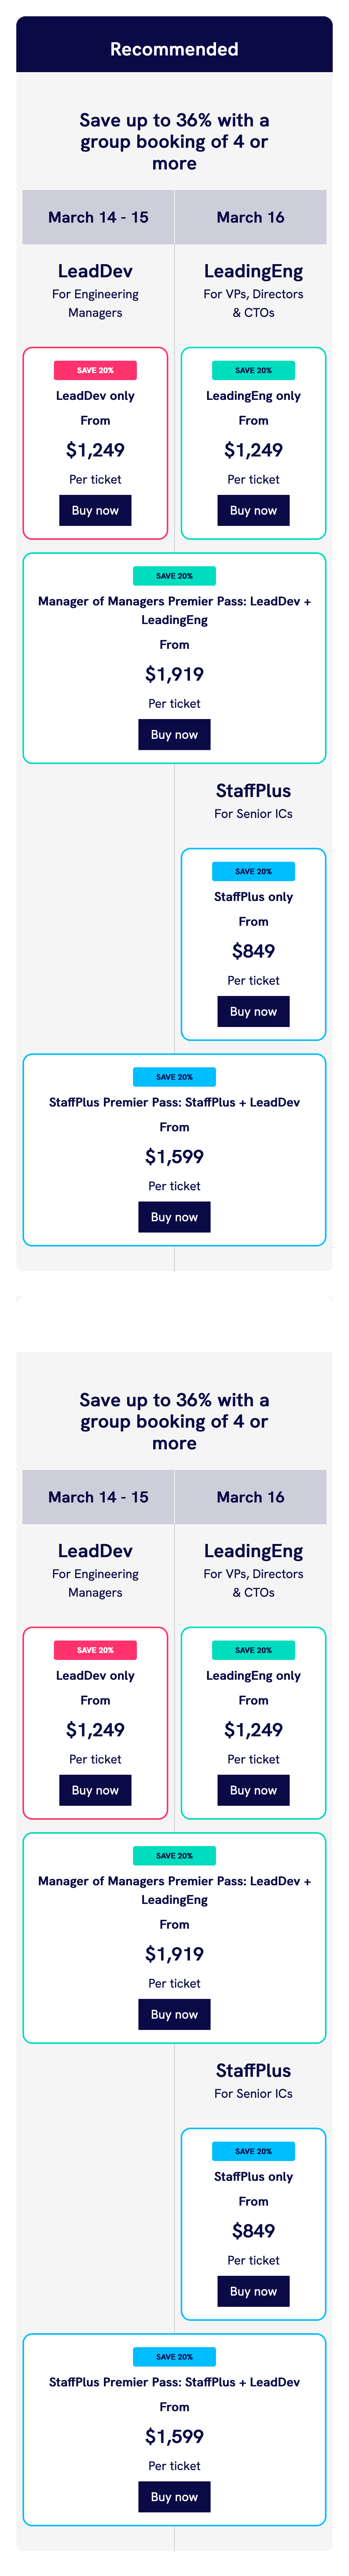 Recommended
Save up to 36% with a
group booking of 4 or
more
March 14 - 15
March 16
LeadDev
For Engineering
Managers
LeadingEng
For VPs, Directors
& CTOs
SAVE 20%
LeadDev only
From
$1,249
Per ticket
Buy now
SAVE 20%
LeadingEng only
From
$1,249
Per ticket
Buy now
SAVE 20%
Manager of Managers Premier Pass: LeadDev +
LeadingEng
From
$1,919
Per ticket
Buy now
StaffPlus
For Senior ICs
SAVE 20%
StaffPlus only
From
$849
Per ticket
Buy now
SAVE 20%
StaffPlus Premier Pass: StaffPlus + LeadDev
From
$1,599
Per ticket
Buy now
Save up to 36% with a
group booking of 4 or
more
March 14 - 15
March 16
LeadDev
For Engineering
Managers
LeadingEng
For VPs, Directors
& CTOs
SAVE 20%
LeadDev only
From
$1,249
Per ticket
Buy now
SAVE 20%
LeadingEng only
From
$1,249
Per ticket
Buy now
SAVE 20%
Manager of Managers Premier Pass: LeadDev +
LeadingEng
From
$1,919
Per ticket
Buy now
StaffPlus
For Senior ICs
SAVE 20%
StaffPlus only
From
$849
Per ticket
Buy now
SAVE 20%
StaffPlus Premier Pass: StaffPlus + LeadDev
From
$1,599
Per ticket
Buy now